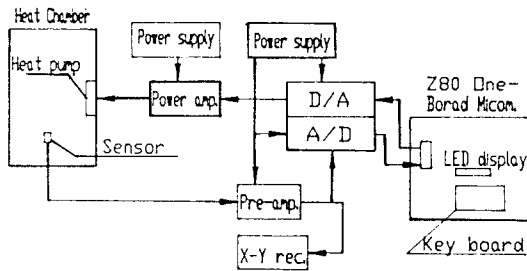 Heat Chamber
Heat pump
Sensor
Power supply
Power supply
Power amp.
D/A
A/D
Pre-amp.
X-Y rec.
Z80 One-
Borad Micom.
LED display
Key board